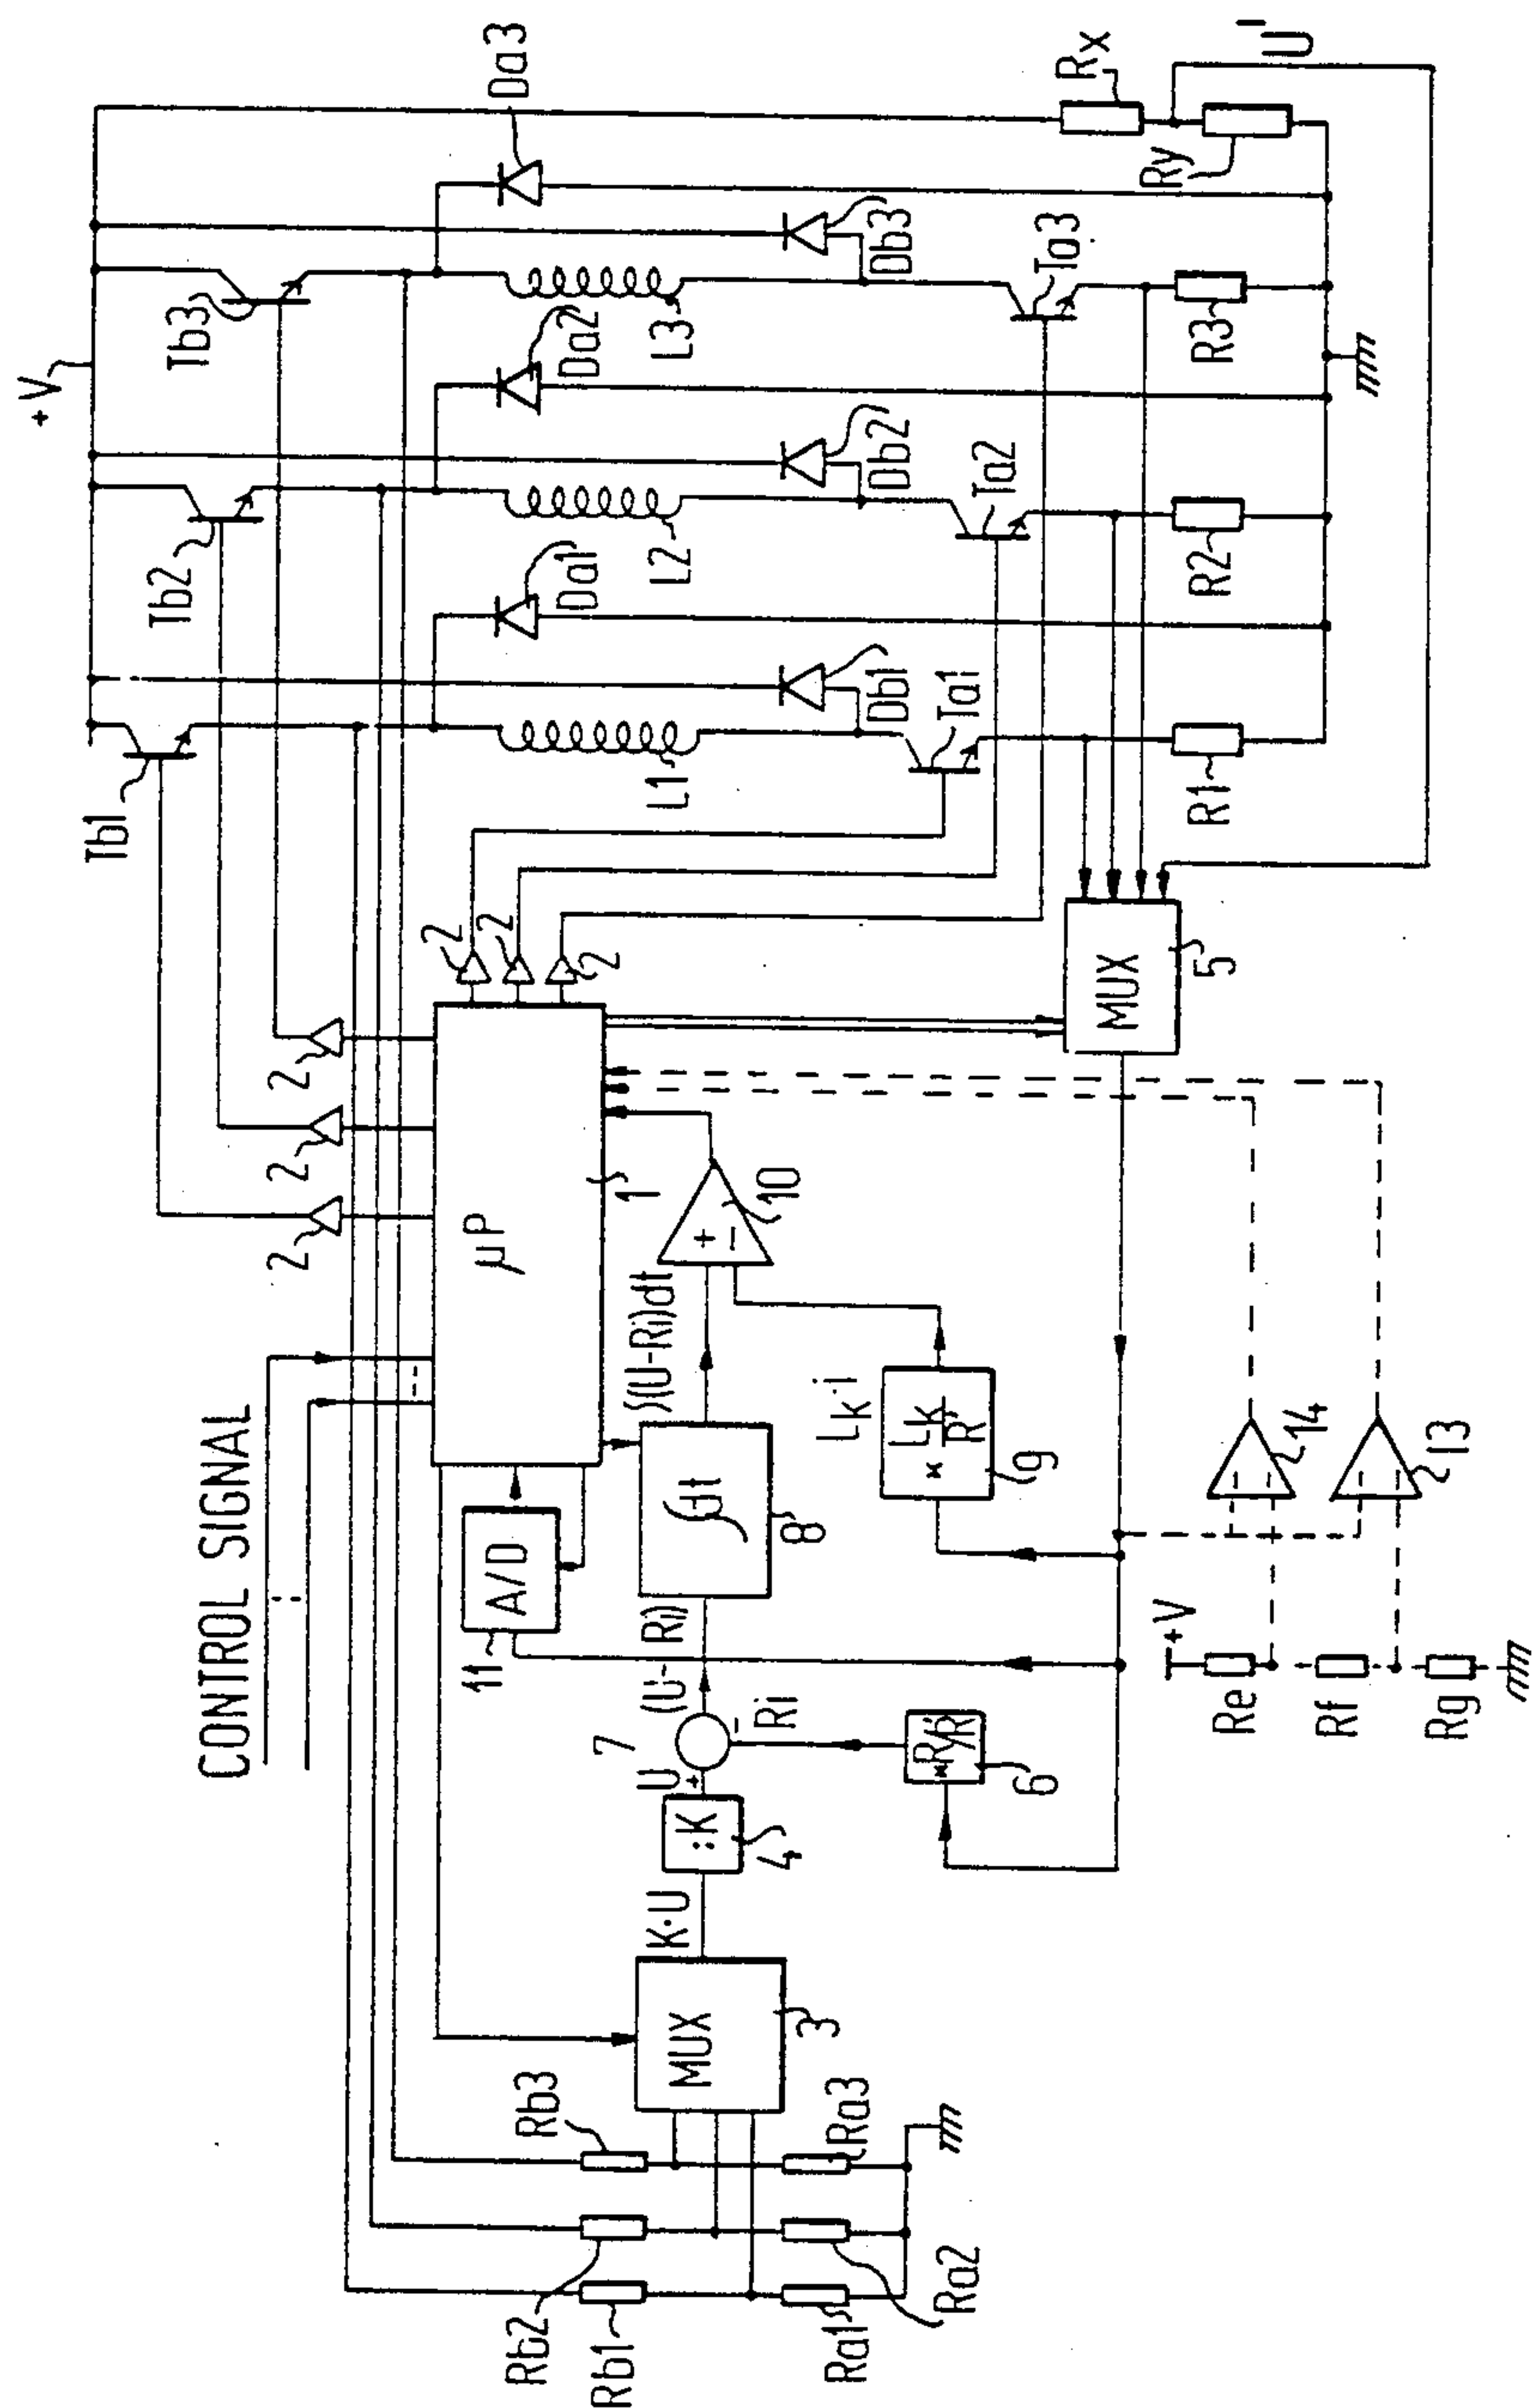 +V
Tb1
Tb2
Tb3
Da1
Da2
Da3
L1
L2
L3
Db1
Db2
Db3
Ta1
Ta2
Ta3
R1
R2
R3
Rx
Ry
U'
CONTROL SIGNAL
2
2
2
2
2
2
µP
1
A/D
11
MUX
5
MUX
3
K·U
:K
4
U
+
7
-
(U-Ri)
Ri
∫dt
8
∫(U-Ri)dt
+
-
10
Lk·i
× Lk/R'
9
× R/R'
6
Rb1
Rb2
Rb3
Ra1
Ra2
Ra3
+V
Re
Rf
Rg
14
13